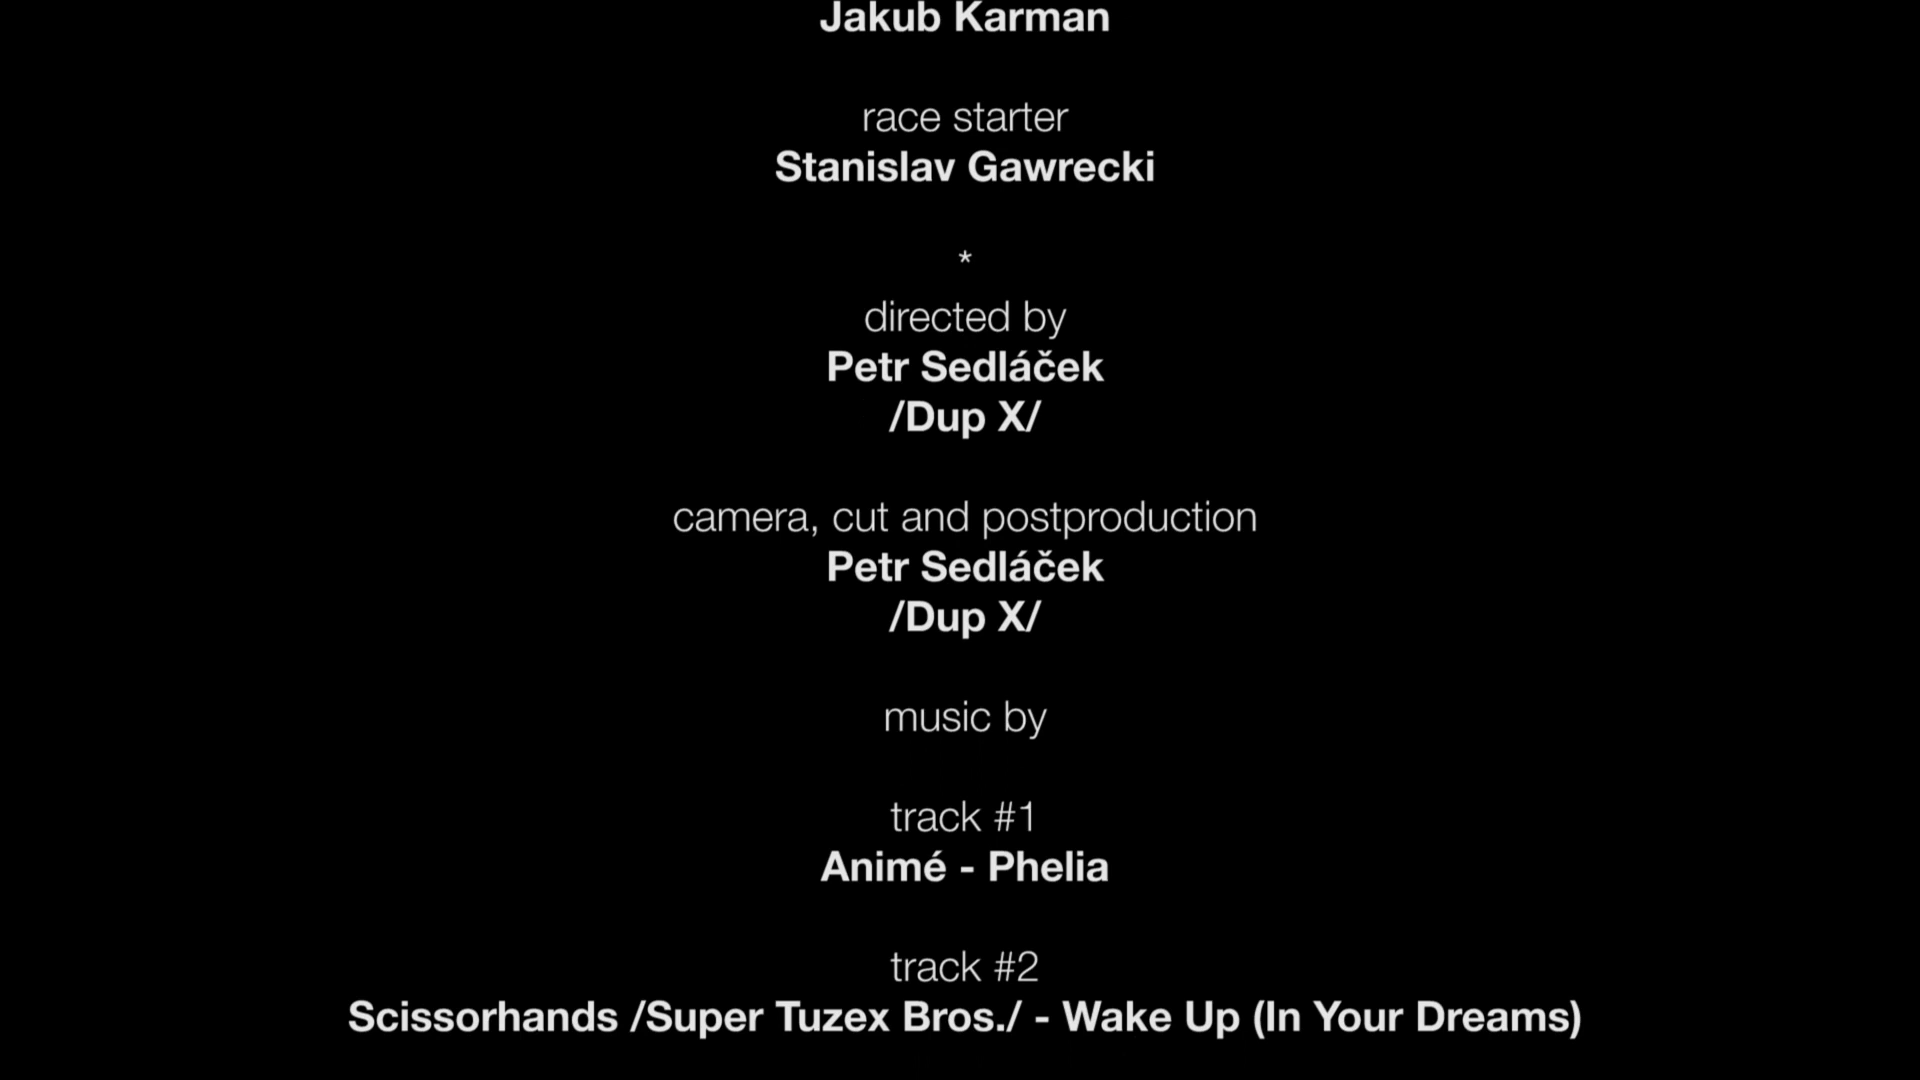 Jakub Karman
race starter
Stanislav Gawrecki
*
directed by
Petr Sedláček
/Dup X/
camera, cut and postproduction
Petr Sedláček
/Dup X/
music by
track #1
Animé - Phelia
track #2
Scissorhands /Super Tuzex Bros./ - Wake Up (In Your Dreams)